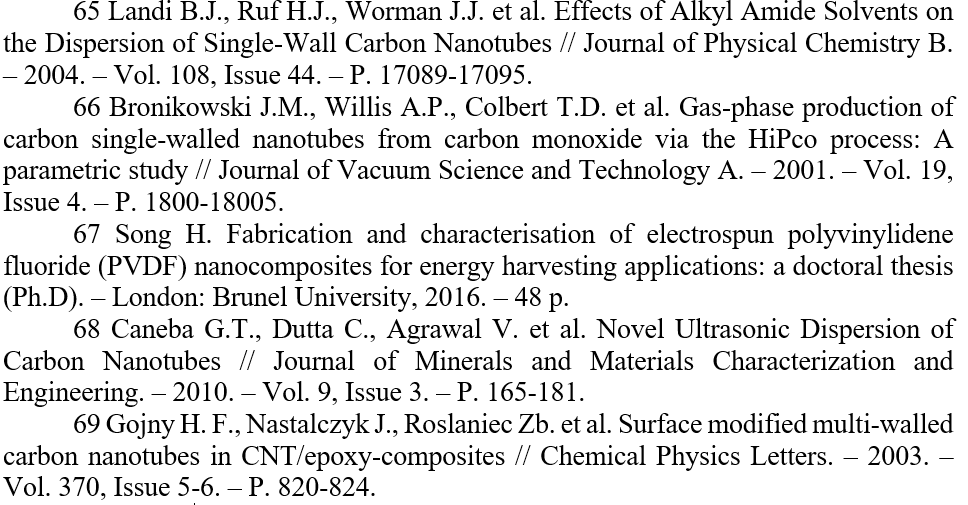 65 Landi B.J., Ruf H.J., Worman J.J. et al. Effects of Alkyl Amide Solvents on
the Dispersion of Single-Wall Carbon Nanotubes // Journal of Physical Chemistry B.
– 2004. – Vol. 108, Issue 44. – P. 17089-17095.
66 Bronikowski J.M., Willis A.P., Colbert T.D. et al. Gas-phase production of
carbon single-walled nanotubes from carbon monoxide via the HiPco process: A
parametric study // Journal of Vacuum Science and Technology A. – 2001. – Vol. 19,
Issue 4. – P. 1800-18005.
67 Song H. Fabrication and characterisation of electrospun polyvinylidene
fluoride (PVDF) nanocomposites for energy harvesting applications: a doctoral thesis
(Ph.D). – London: Brunel University, 2016. – 48 p.
68 Caneba G.T., Dutta C., Agrawal V. et al. Novel Ultrasonic Dispersion of
Carbon Nanotubes // Journal of Minerals and Materials Characterization and
Engineering. – 2010. – Vol. 9, Issue 3. – P. 165-181.
69 Gojny H. F., Nastalczyk J., Roslaniec Zb. et al. Surface modified multi-walled
carbon nanotubes in CNT/epoxy-composites // Chemical Physics Letters. – 2003. –
Vol. 370, Issue 5-6. – P. 820-824.